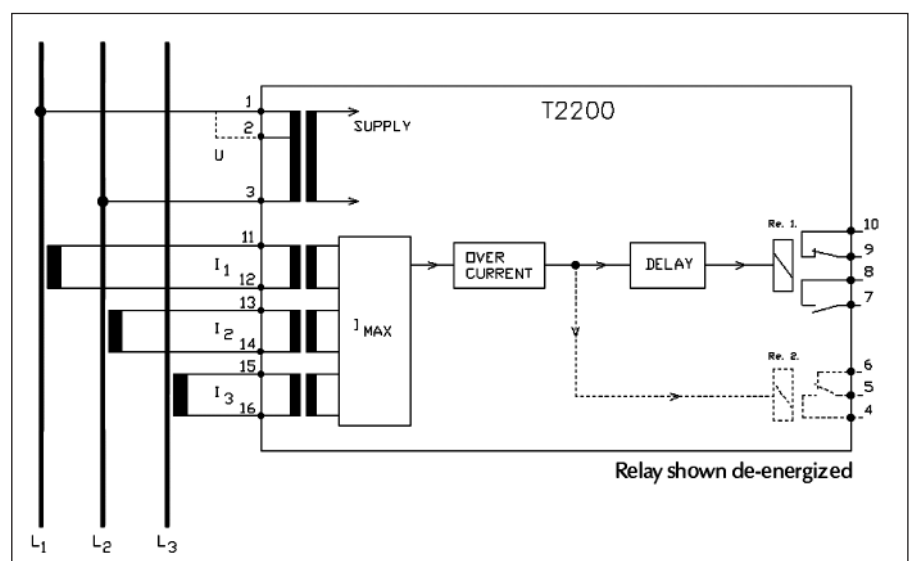 T2200
1
SUPPLY
2
U
3
11
I1
12
13
I2
14
15
I3
16
IMAX
OVER
CURRENT
DELAY
Re. 1.
10
9
8
7
Re. 2.
6
5
4
Relay shown de-energized
L1
L2
L3